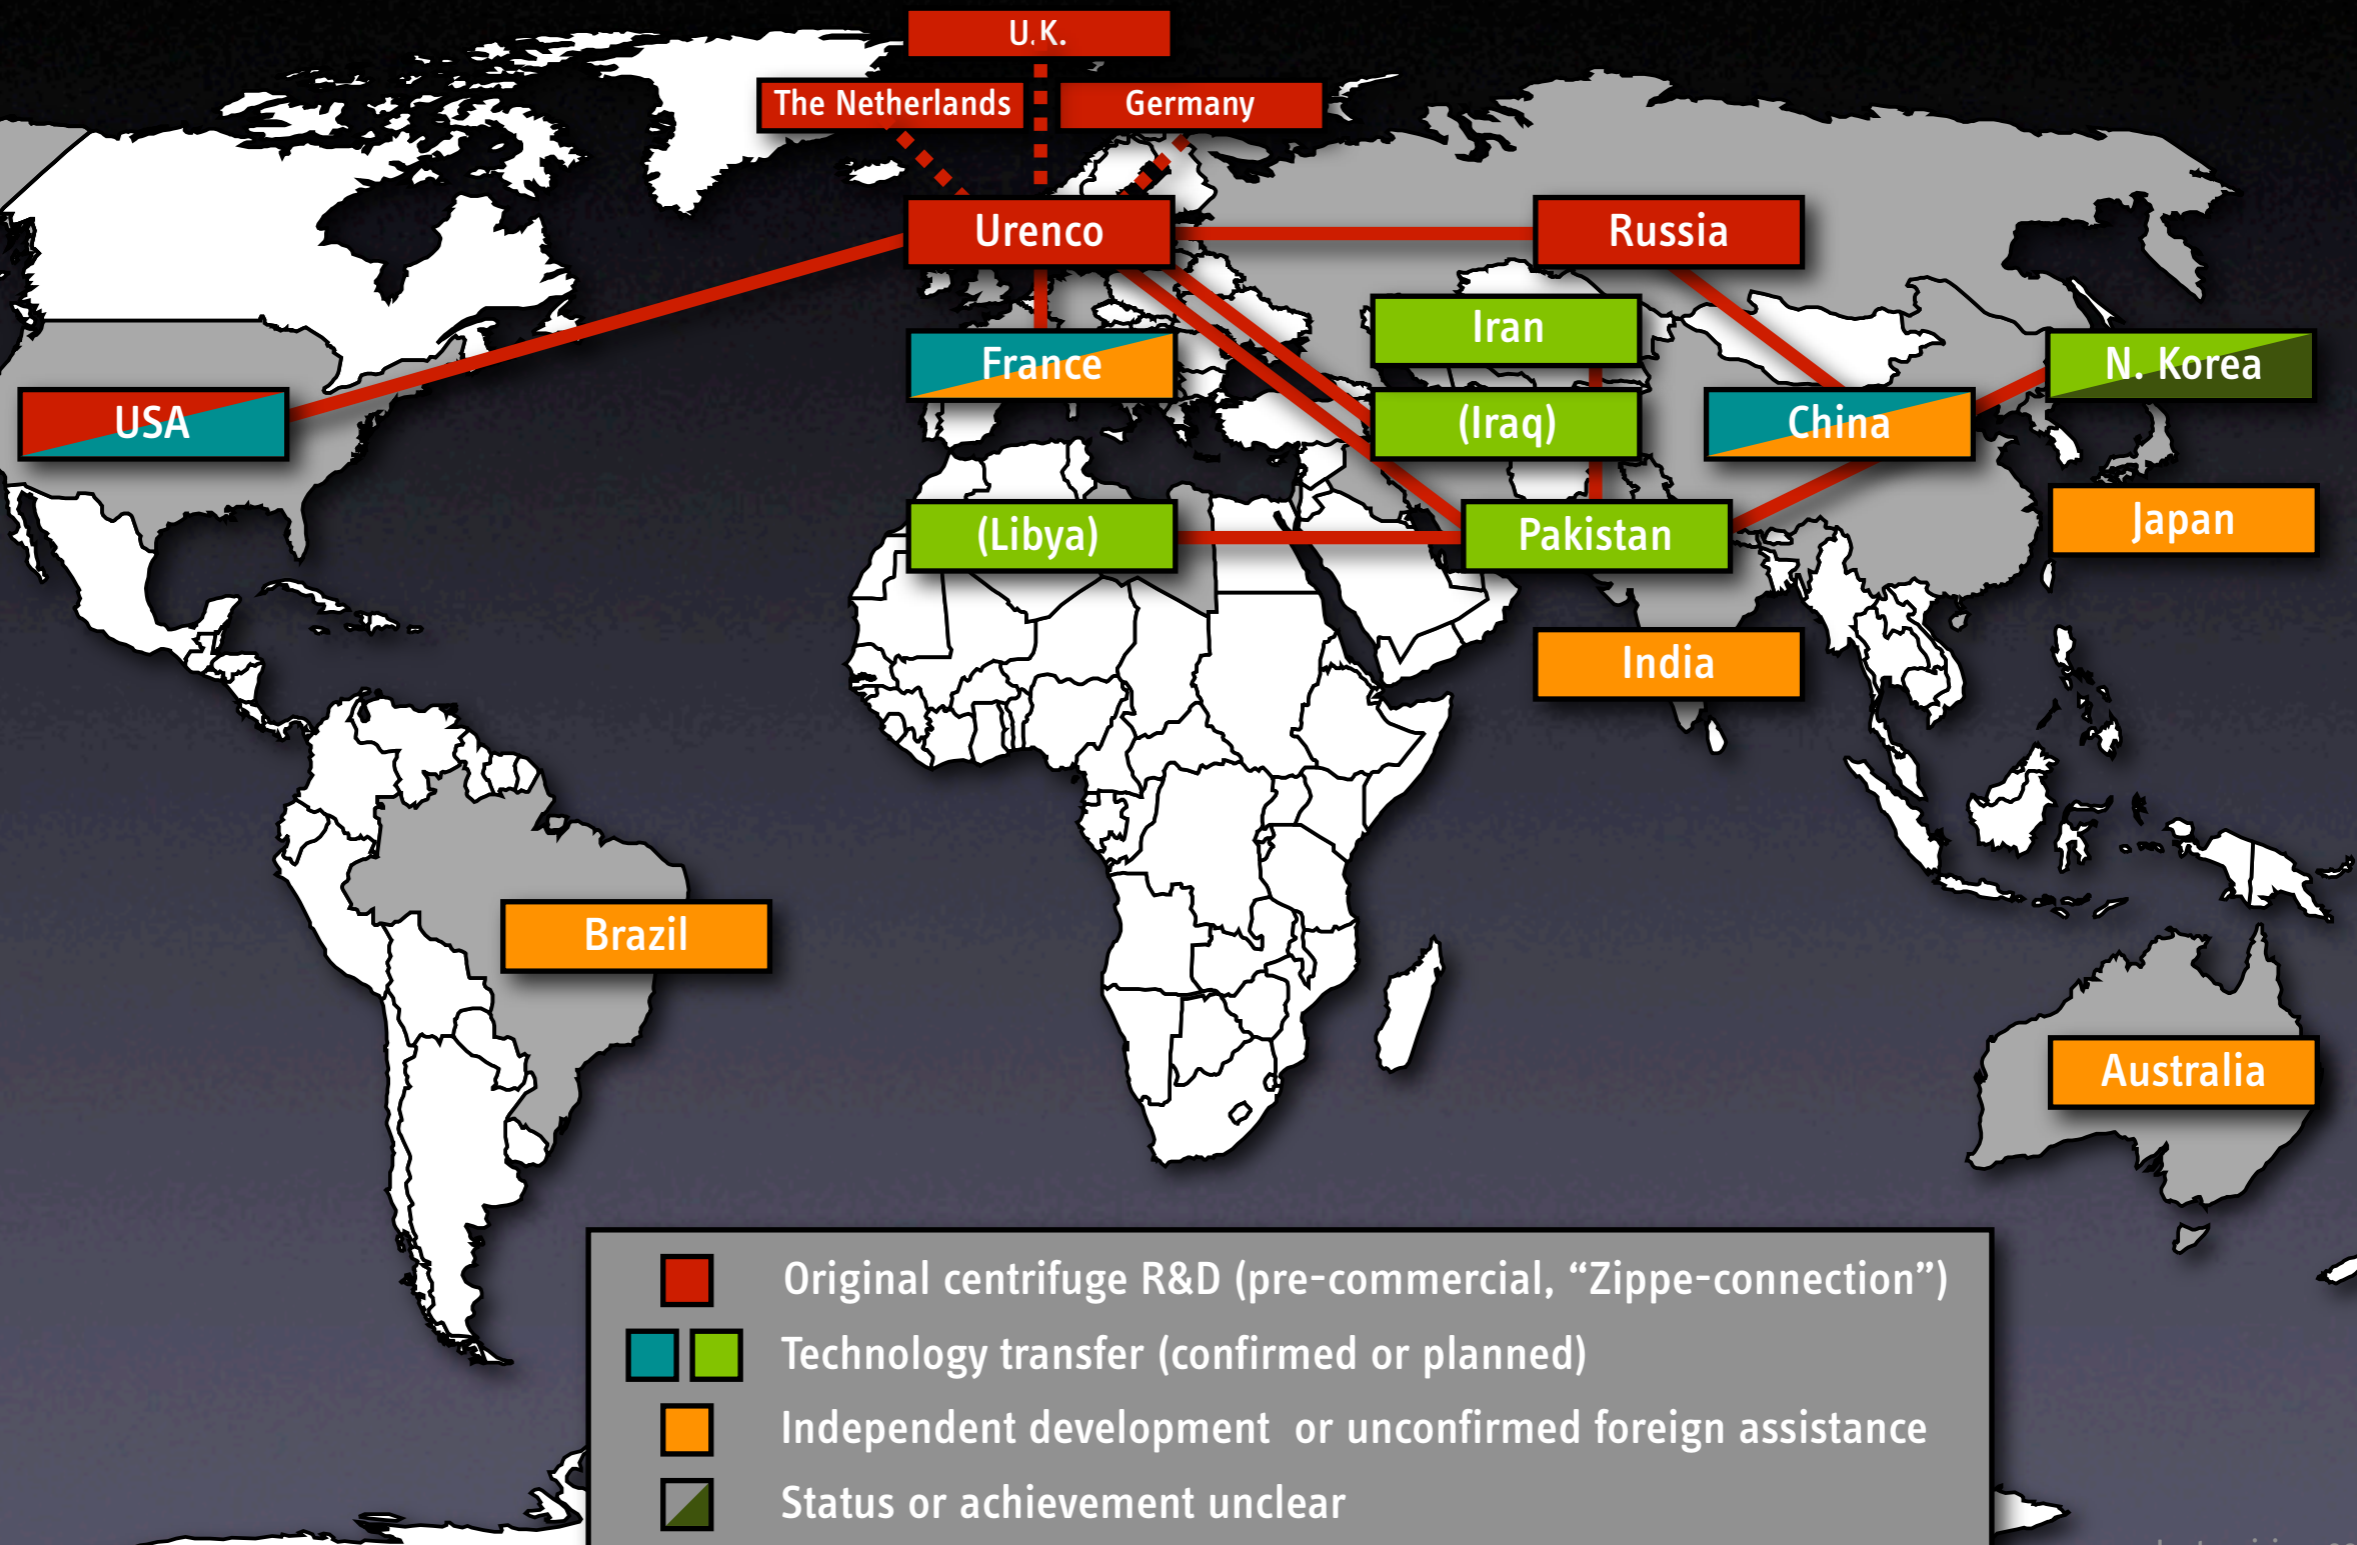 U.K.
The Netherlands
Germany
Urenco
Russia
Iran
France
N. Korea
USA
(Iraq)
China
(Libya)
Pakistan
Japan
India
Brazil
Australia
Original centrifuge R&D (pre-commercial, “Zippe-connection”)
Technology transfer (confirmed or planned)
Independent development or unconfirmed foreign assistance
Status or achievement unclear